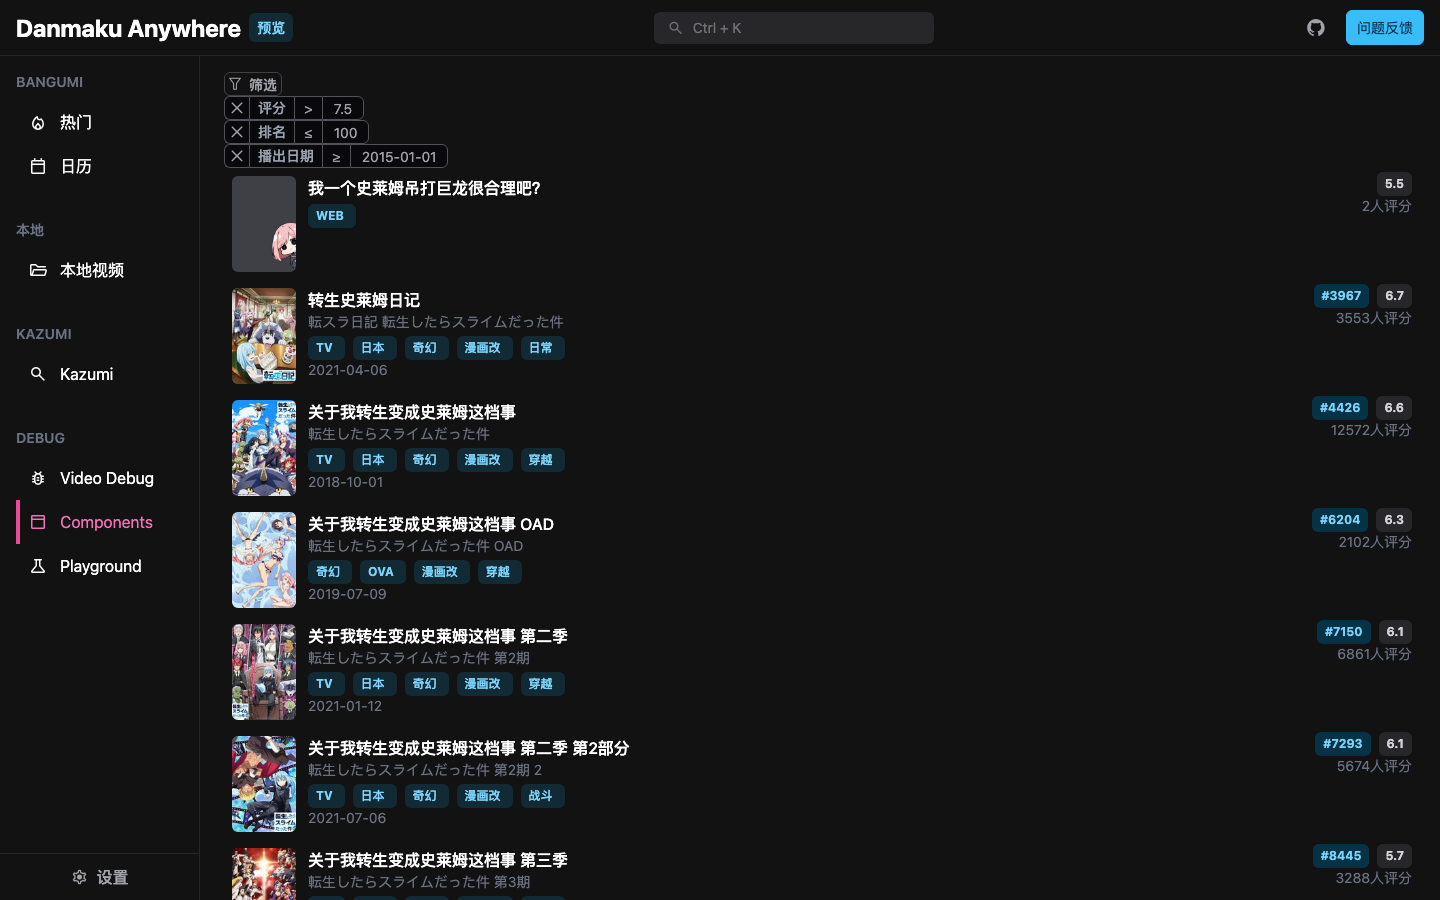 Danmaku Anywhere 预览
Ctrl + K
问题反馈
BANGUMI
热门
日历
本地
本地视频
KAZUMI
Kazumi
DEBUG
Video Debug
Components
Playground
设置
筛选
评分 > 7.5
排名 ≤ 100
播出日期 ≥ 2015-01-01
我一个史莱姆吊打巨龙很合理吧?
WEB
5.5
2人评分
转生史莱姆日记
転スラ日記 転生したらスライムだった件
TV 日本 奇幻 漫画改 日常
2021-04-06
#3967 6.7
3553人评分
关于我转生变成史莱姆这档事
転生したらスライムだった件
TV 日本 奇幻 漫画改 穿越
2018-10-01
#4426 6.6
12572人评分
关于我转生变成史莱姆这档事 OAD
転生したらスライムだった件 OAD
奇幻 OVA 漫画改 穿越
2019-07-09
#6204 6.3
2102人评分
关于我转生变成史莱姆这档事 第二季
転生したらスライムだった件 第2期
TV 日本 奇幻 漫画改 穿越
2021-01-12
#7150 6.1
6861人评分
关于我转生变成史莱姆这档事 第二季 第2部分
転生したらスライムだった件 第2期 2
TV 日本 奇幻 漫画改 战斗
2021-07-06
#7293 6.1
5674人评分
关于我转生变成史莱姆这档事 第三季
転生したらスライムだった件 第3期
#8445 5.7
3288人评分